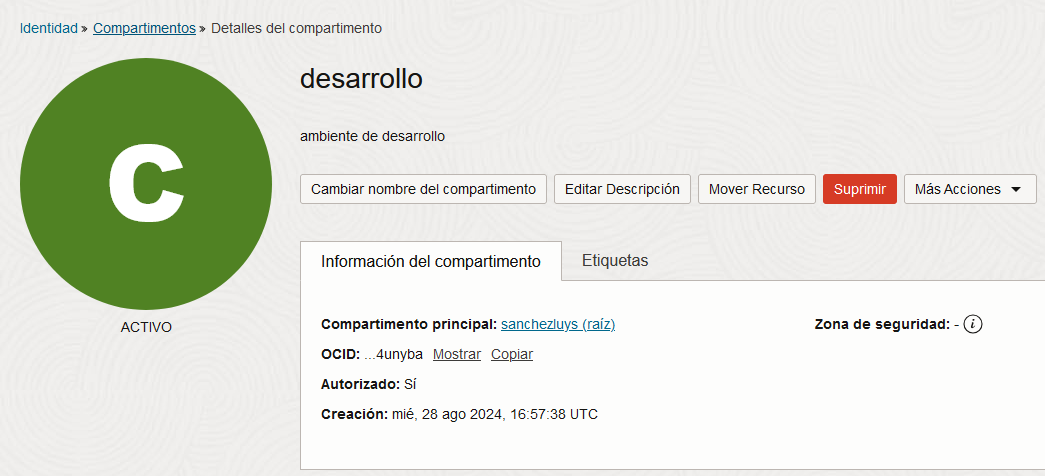 Identidad » Compartimentos » Detalles del compartimento
desarrollo
ambiente de desarrollo
c
ACTIVO
Cambiar nombre del compartimento Editar Descripción Mover Recurso Suprimir Más Acciones
Información del compartimento Etiquetas
Compartimento principal: sanchezluys (raíz) Zona de seguridad: - i
OCID: ...4unyba Mostrar Copiar
Autorizado: Sí
Creación: mié, 28 ago 2024, 16:57:38 UTC